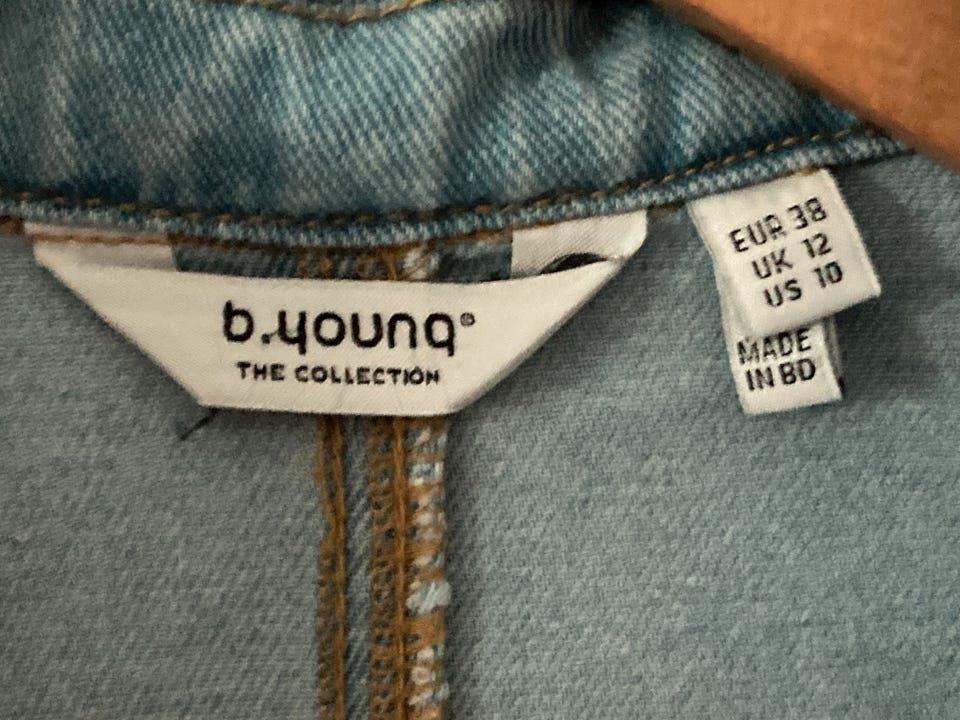 b.young®
THE COLLECTION
EUR 38
UK 12
US 10
MADE
IN BD